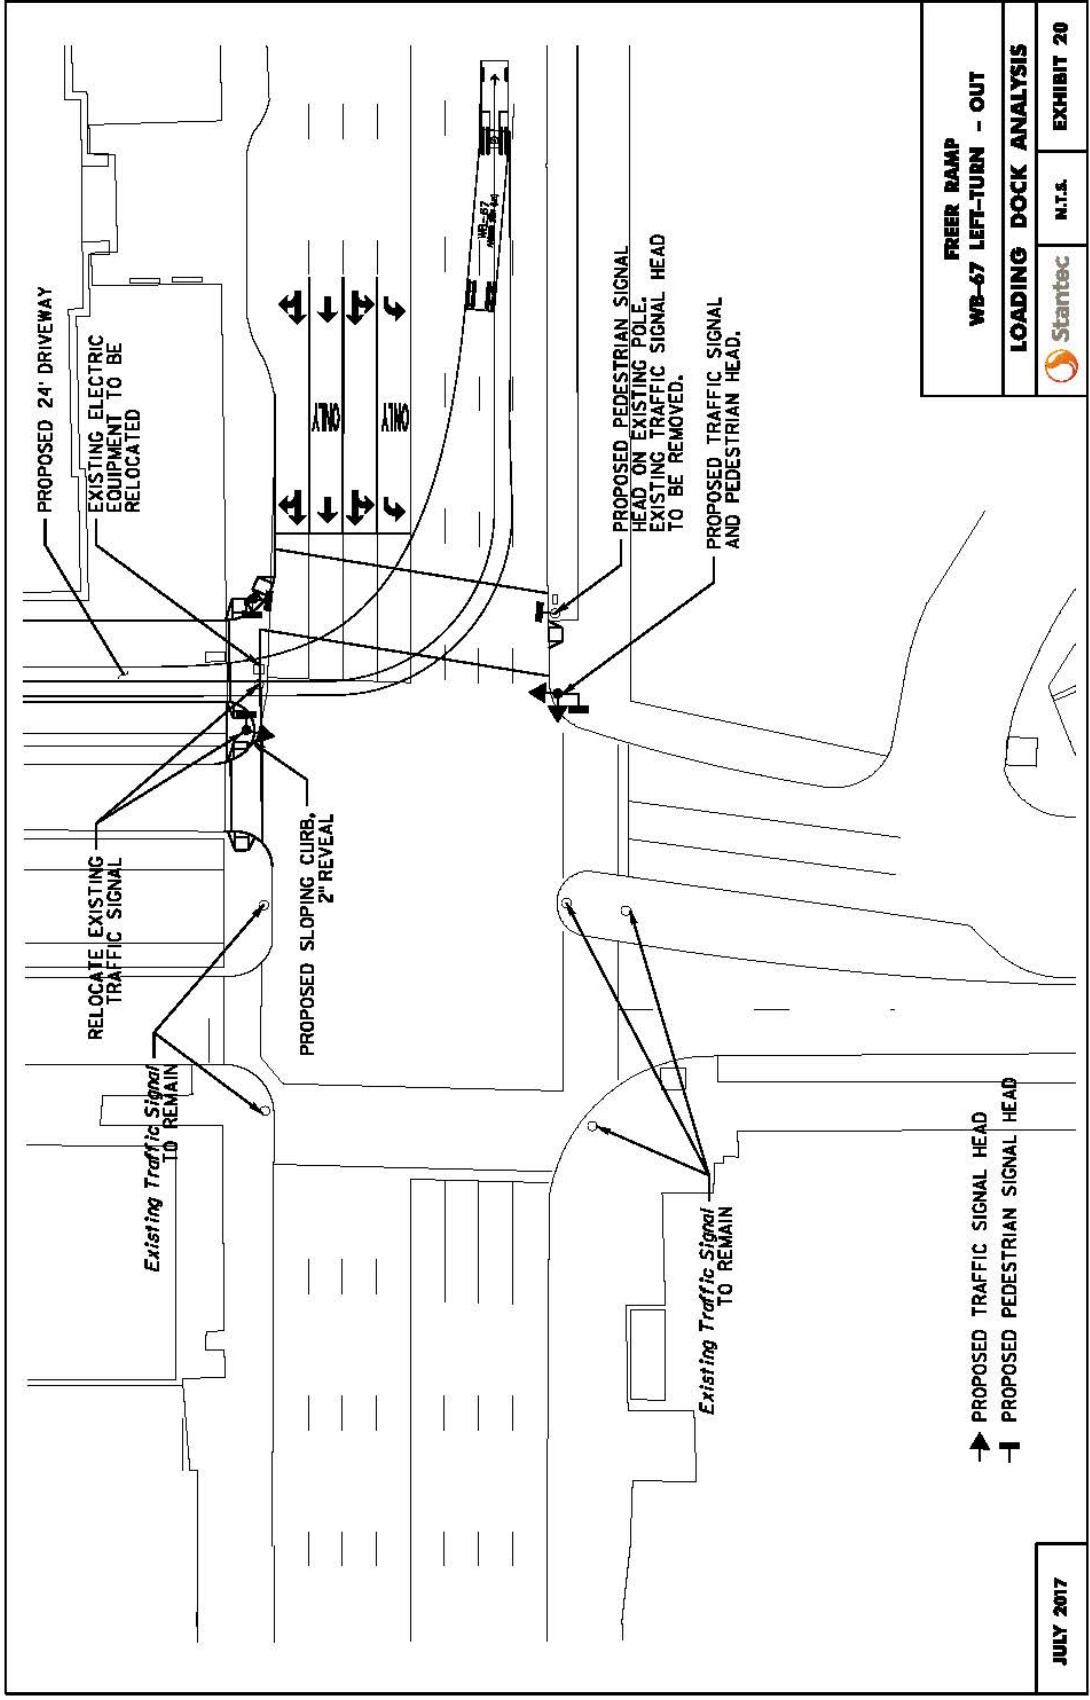 PROPOSED 24' DRIVEWAY
EXISTING ELECTRIC
EQUIPMENT TO BE
RELOCATED
RELOCATE EXISTING
TRAFFIC SIGNAL
Existing Traffic Signal
TO REMAIN
PROPOSED SLOPING CURB,
2" REVEAL
ONLY
ONLY
WB-67
PROPOSED PEDESTRIAN SIGNAL
HEAD ON EXISTING POLE.
EXISTING TRAFFIC SIGNAL HEAD
TO BE REMOVED.
PROPOSED TRAFFIC SIGNAL
AND PEDESTRIAN HEAD.
Existing Traffic Signal
TO REMAIN
PROPOSED TRAFFIC SIGNAL HEAD
PROPOSED PEDESTRIAN SIGNAL HEAD
JULY 2017
FREER RAMP
WB-67 LEFT-TURN - OUT
LOADING DOCK ANALYSIS
Stantec
N.T.S.
EXHIBIT 20